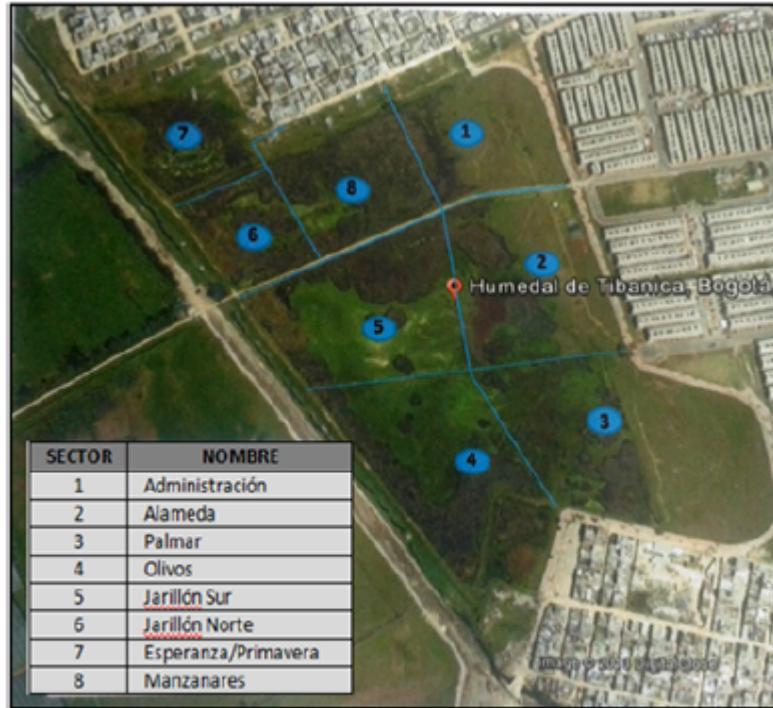 7
1
8
6
2
Humedal de Tibanica, Bogotá
5
3
4
SECTOR NOMBRE
1 Administración
2 Alameda
3 Palmar
4 Olivos
5 Jarillón Sur
6 Jarillón Norte
7 Esperanza/Primavera
8 Manzanares
Image ©